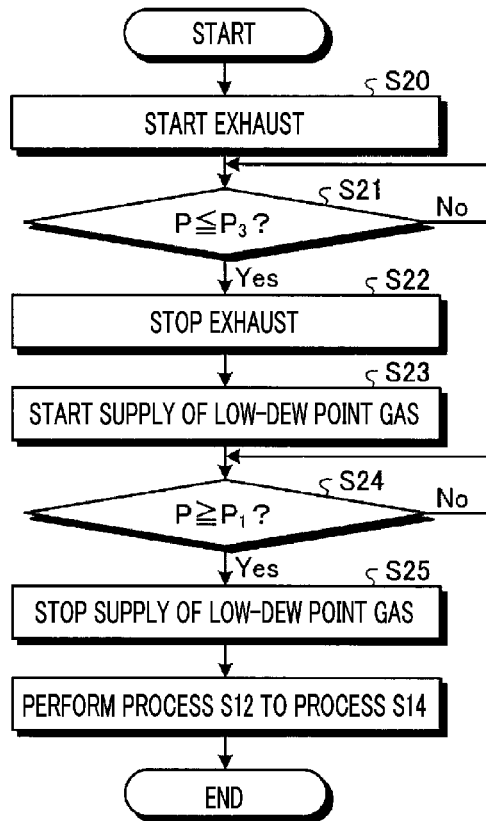 START
S20
START EXHAUST
S21
P≦P₃?
No
Yes
S22
STOP EXHAUST
S23
START SUPPLY OF LOW-DEW POINT GAS
S24
P≧P₁?
No
Yes
S25
STOP SUPPLY OF LOW-DEW POINT GAS
PERFORM PROCESS S12 TO PROCESS S14
END